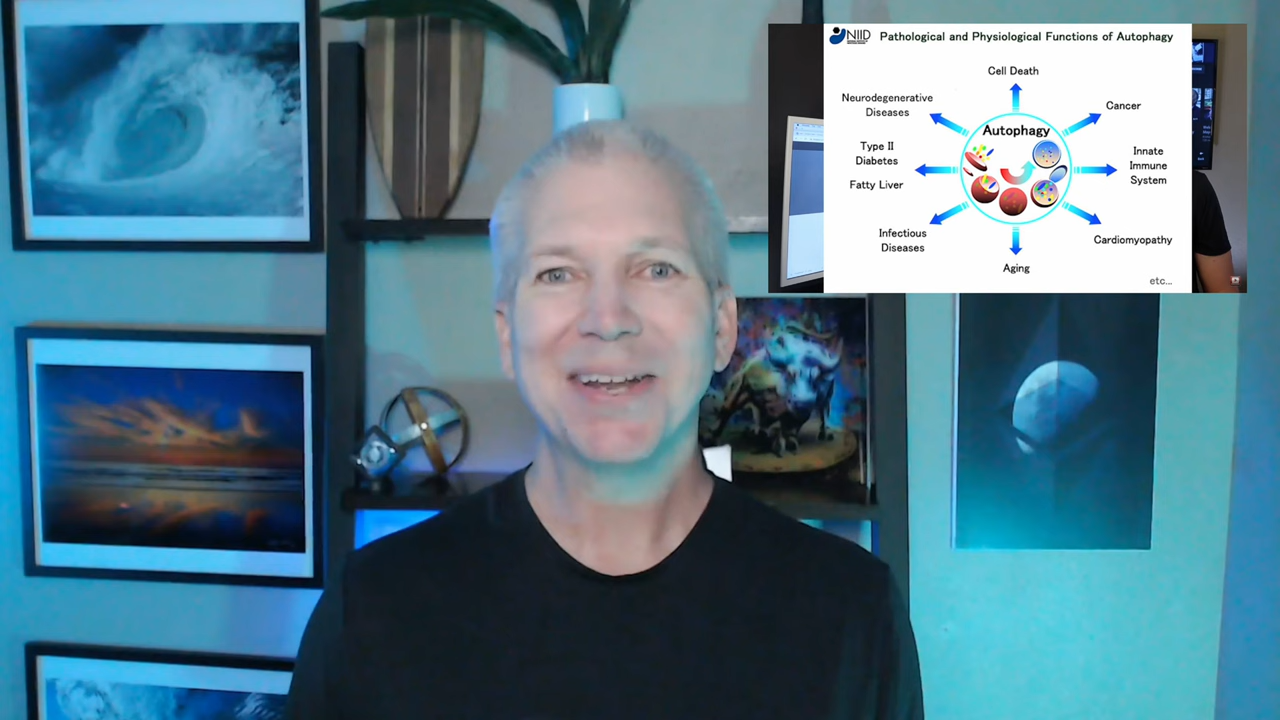 NIID
Pathological and Physiological Functions of Autophagy
Cell Death
Neurodegenerative
Diseases
Cancer
Autophagy
Type II
Diabetes
Innate
Immune
System
Fatty Liver
Infectious
Diseases
Cardiomyopathy
Aging
etc...